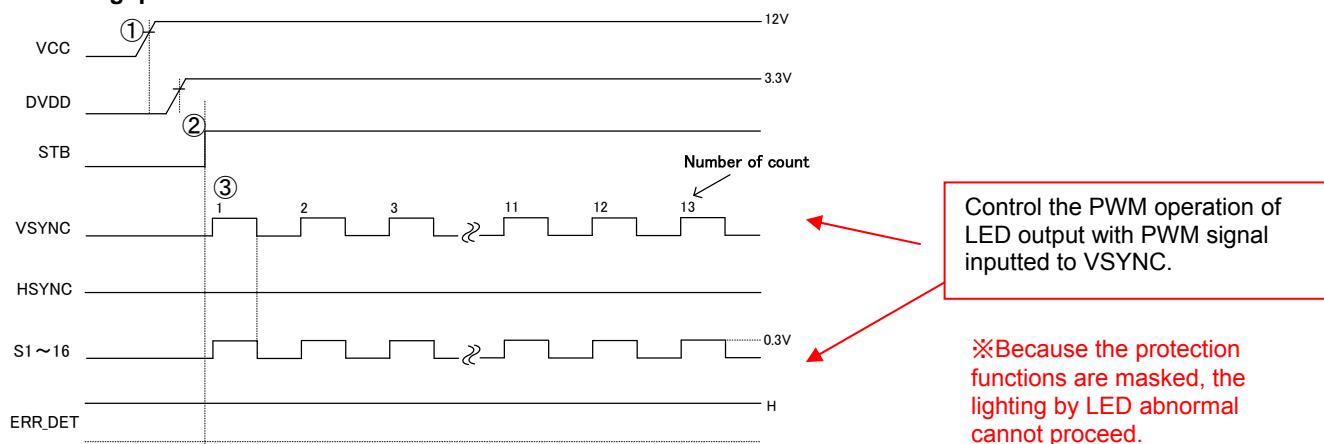 ① 12V
VCC
3.3V
DVDD
②
STB
Number of count
③
1 2 3 11 12 13
VSYNC
HSYNC
S1～16 0.3V
H
ERR_DET
Control the PWM operation of
LED output with PWM signal
inputted to VSYNC.
※Because the protection
functions are masked, the
lighting by LED abnormal
cannot proceed.